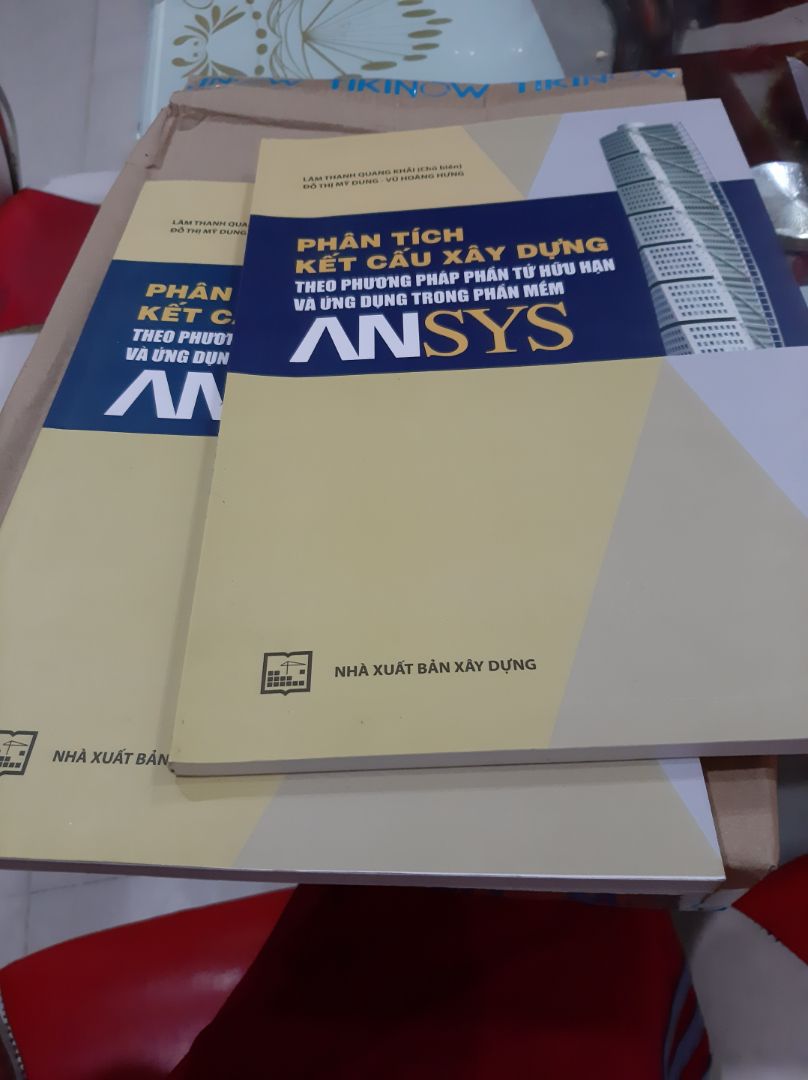 TIKINOW TIKINOW
LÂM THANH QUANG KHẢI (Chủ biên)
ĐỖ THỊ MỸ DUNG - VŨ HOÀNG HƯNG
PHÂN TÍCH
KẾT CẤU XÂY DỰNG
THEO PHƯƠNG PHÁP PHẦN TỬ HỮU HẠN
VÀ ỨNG DỤNG TRONG PHẦN MỀM
ANSYS
NHÀ XUẤT BẢN XÂY DỰNG
LÂM THANH QUA
ĐỖ THỊ MỸ DUNG
PHÂN
KẾT C
THEO PHƯƠN
VÀ ỨNG DỤN
AN
NHÀ XUẤT BẢN